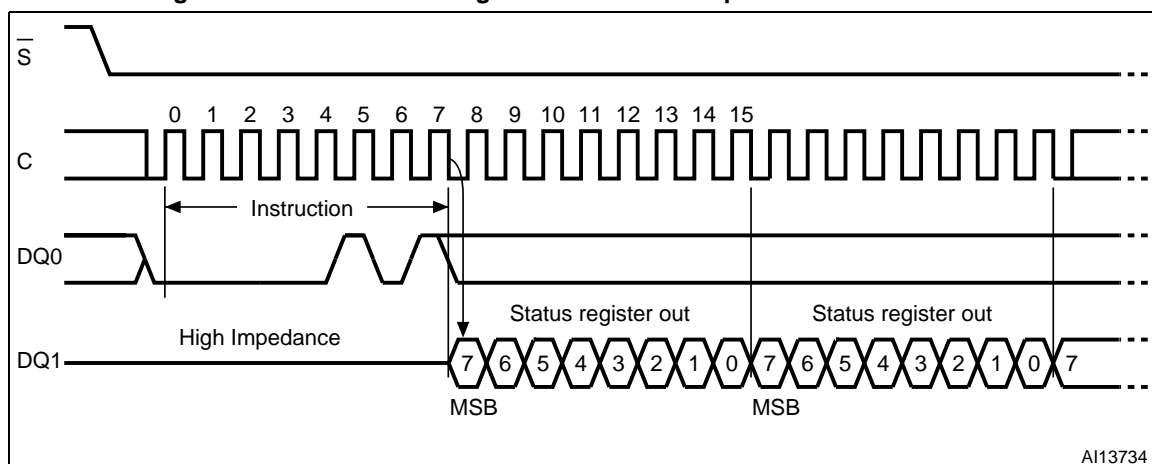 S
0 1 2 3 4 5 6 7 8 9 10 11 12 13 14 15
C
Instruction
DQ0
High Impedance
Status register out
Status register out
DQ1
7 6 5 4 3 2 1 0 7 6 5 4 3 2 1 0 7
MSB
MSB
AI13734